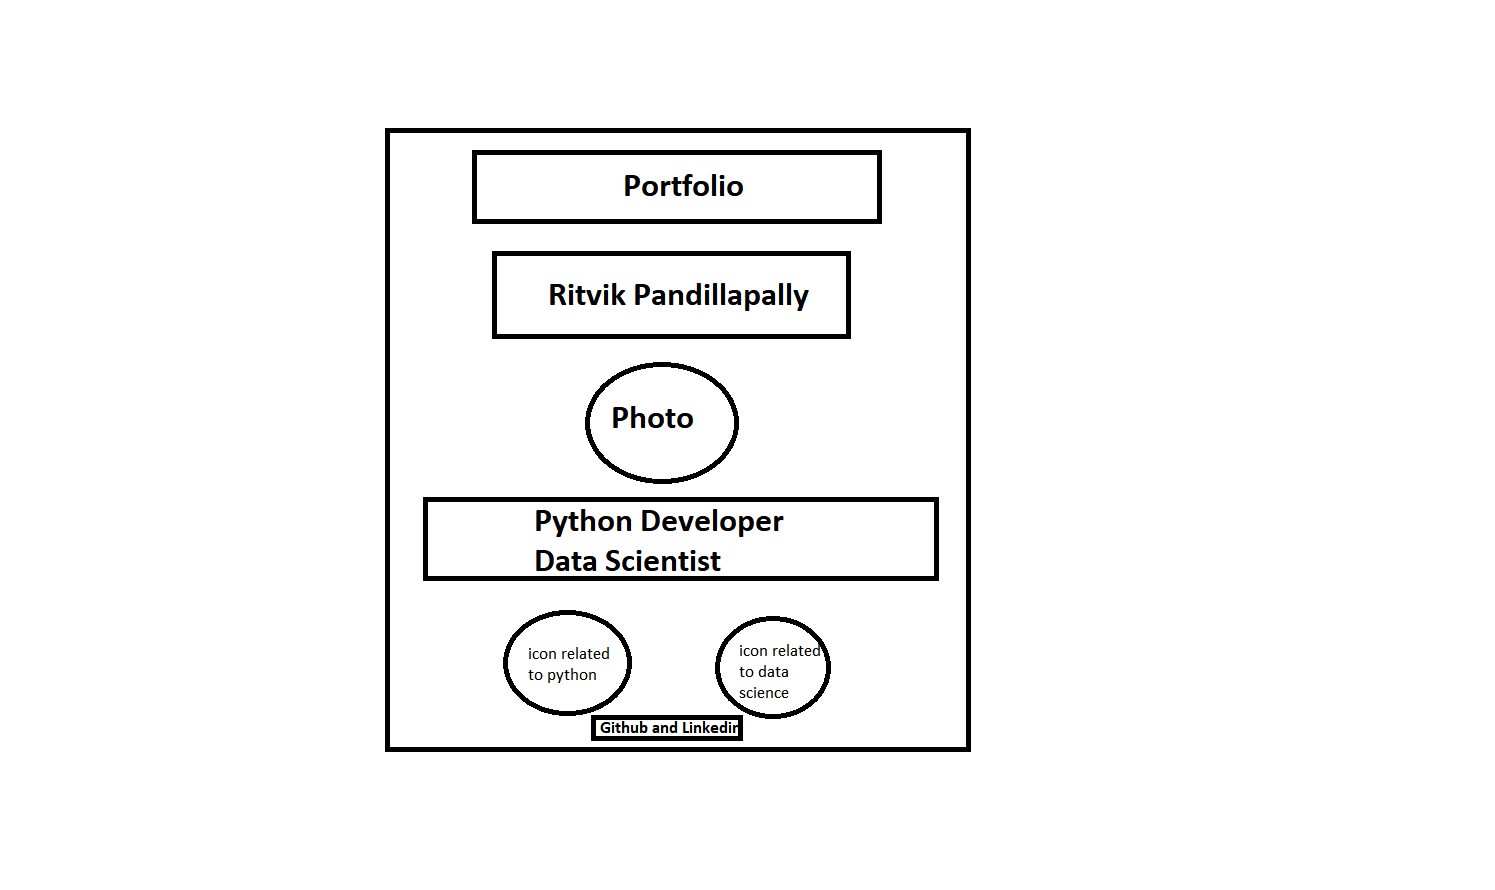 Portfolio
Ritvik Pandillapally
Photo
Python Developer
Data Scientist
icon related
to python
icon related
to data
science
Github and Linkedin